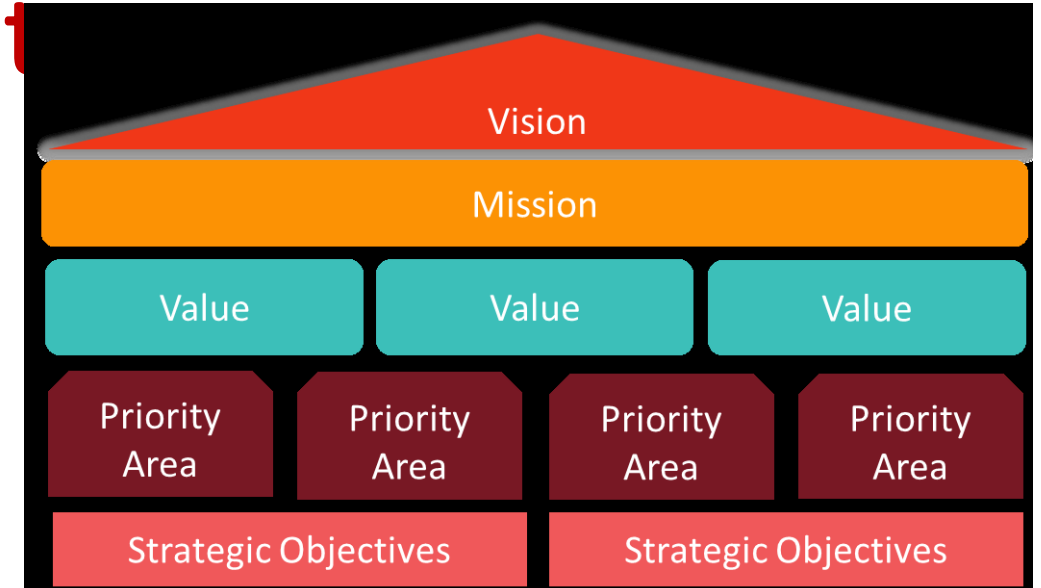 t
Vision
Mission
Value Value Value
Priority Area Priority Area Priority Area Priority Area
Strategic Objectives Strategic Objectives